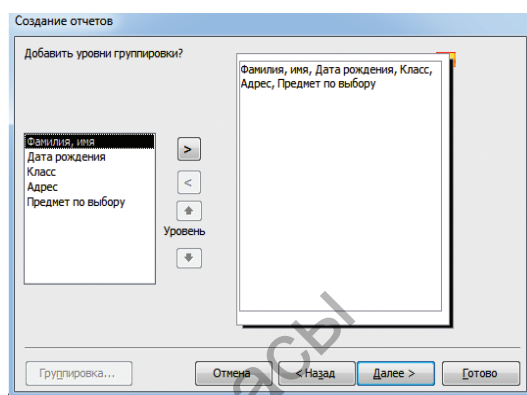 Создание отчетов
Добавить уровни группировки?
Фамилия, имя, Дата рождения, Класс,
Адрес, Предмет по выбору
Фамилия, имя
Дата рождения
Класс
Адрес
Предмет по выбору
>
<
Уровень
Группировка...
Отмена
< Назад
Далее >
Готово